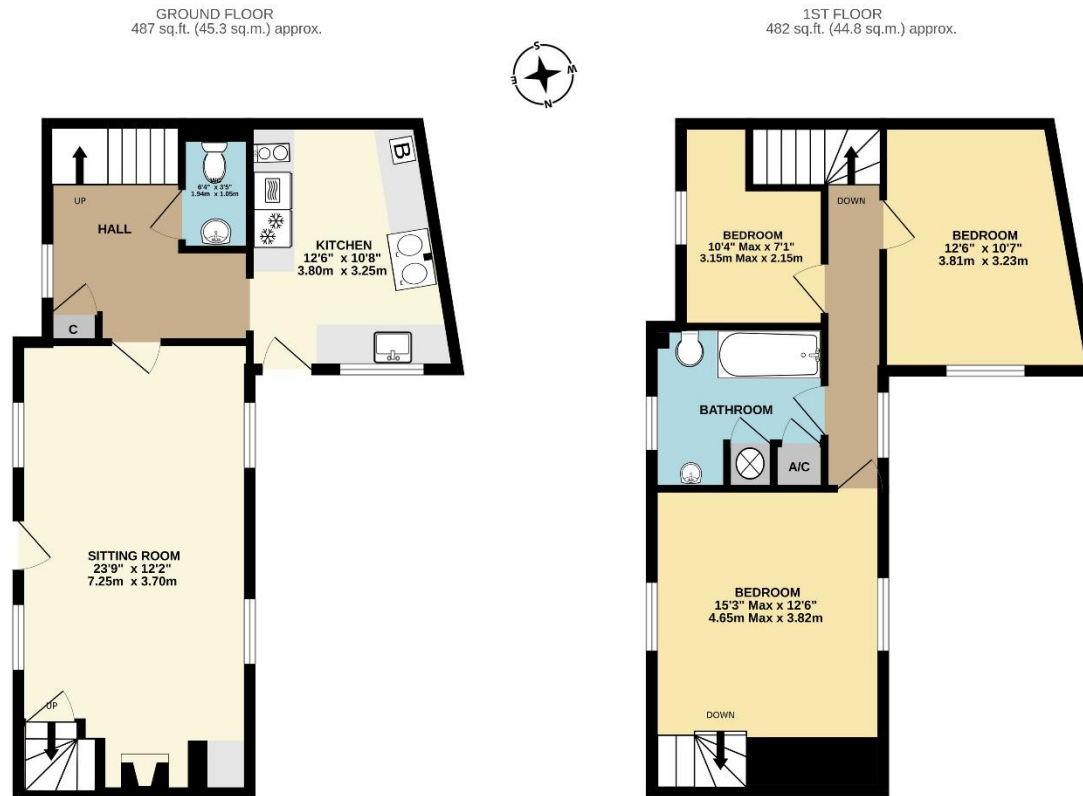 GROUND FLOOR
487 sq.ft. (45.3 sq.m.) approx.
1ST FLOOR
482 sq.ft. (44.8 sq.m.) approx.
S
W
E
N
UP
HALL
WC
6'4" x 3'5"
1.94m x 1.05m
B
KITCHEN
12'6" x 10'8"
3.80m x 3.25m
C
SITTING ROOM
23'9" x 12'2"
7.25m x 3.70m
UP
DOWN
BEDROOM
10'4" Max x 7'1"
3.15m Max x 2.15m
BEDROOM
12'6" x 10'7"
3.81m x 3.23m
BATHROOM
A/C
BEDROOM
15'3" Max x 12'6"
4.65m Max x 3.82m
DOWN